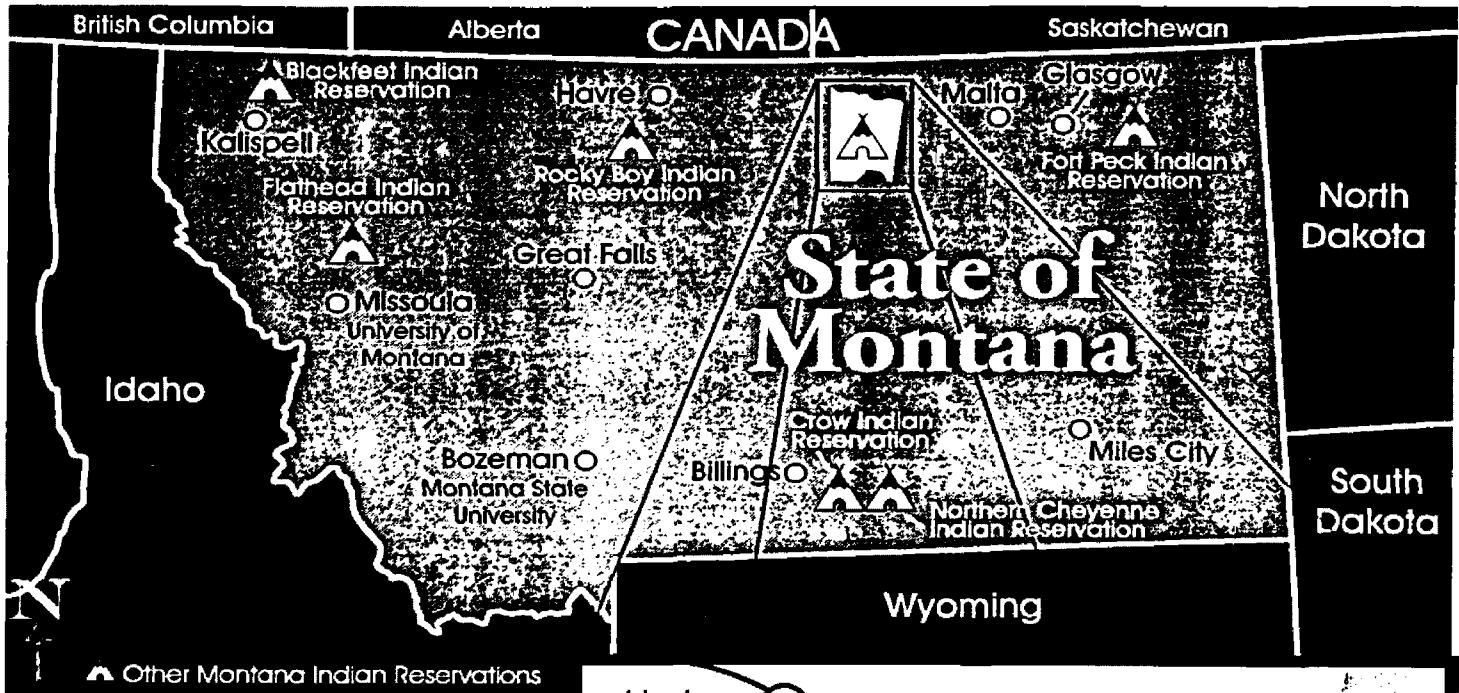 British Columbia
Alberta
CANADA
Saskatchewan
Blackfeet Indian
Reservation
Kalispell
Havre
Rocky Boy Indian
Reservation
Malta
Glasgow
Fort Peck Indian
Reservation
Flathead Indian
Reservation
Great Falls
Missoula
University of
Montana
State of
Montana
North
Dakota
Idaho
Bozeman
Montana State
University
Billings
Crow Indian
Reservation
Northern Cheyenne
Indian Reservation
Miles City
South
Dakota
Wyoming
N
Other Montana Indian Reservations